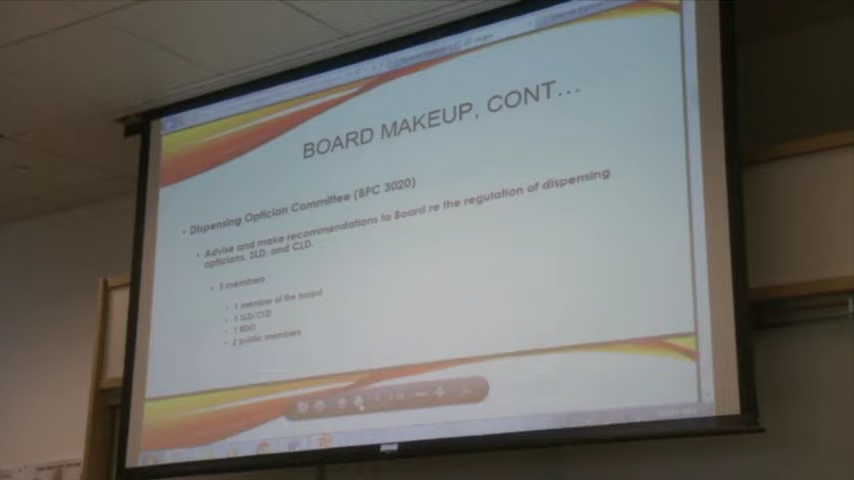 BOARD MAKEUP, CONT...
• Dispensing Optician Committee (BPC 3020)
• Advise and make recommendations to Board re the regulation of dispensing
opticians, SLD, and CLD.
• 5 members
• 1 member of the Board
• 1 SLD/CLD
• 1 RDO
• 2 public members